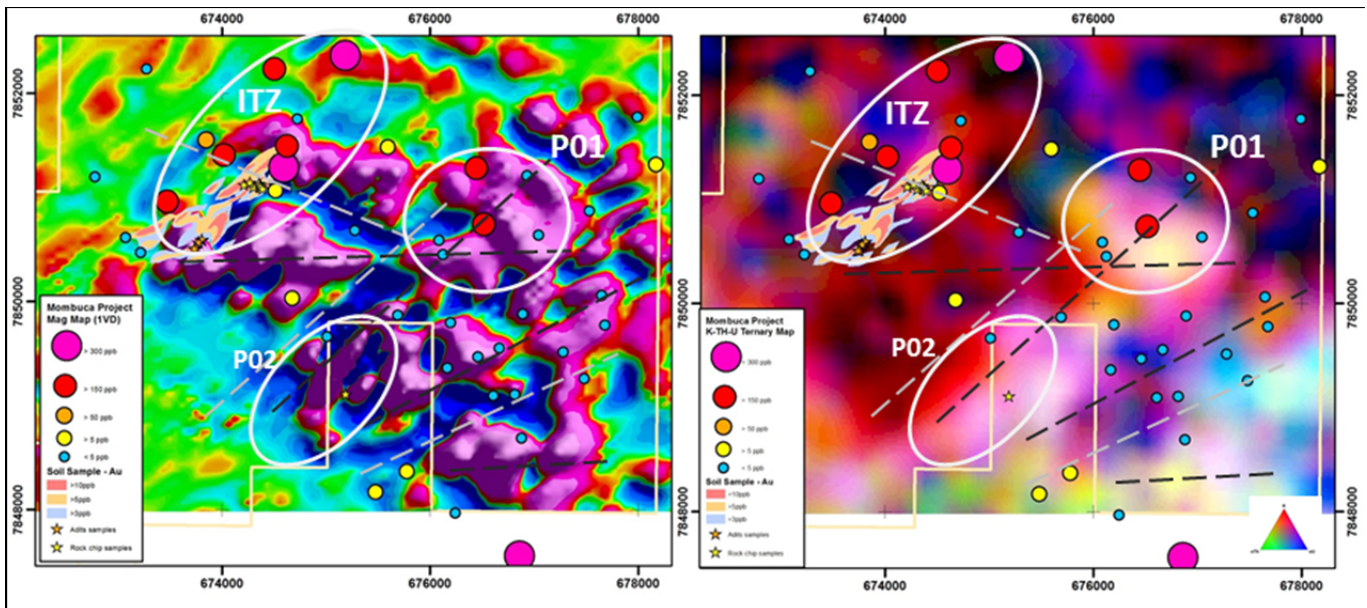 674000 676000 678000
7852000
7850000
7848000
ITZ
P01
P02
Mombuca Project
Mag Map (1VD)
> 300 ppb
> 150 ppb
> 50 ppb
> 5 ppb
< 5 ppb
Soil Sample - Au
>10ppb
>5ppb
>3ppb
Adits samples
Rock chip samples
674000 676000 678000
674000 676000 678000
7852000
7850000
7848000
7852000
7850000
7848000
ITZ
P01
P02
Mombuca Project
K-TH-U Ternary Map
> 300 ppb
> 150 ppb
> 50 ppb
> 5 ppb
< 5 ppb
Soil Sample - Au
>10ppb
>5ppb
>3ppb
Adits samples
Rock chip samples
674000 676000 678000